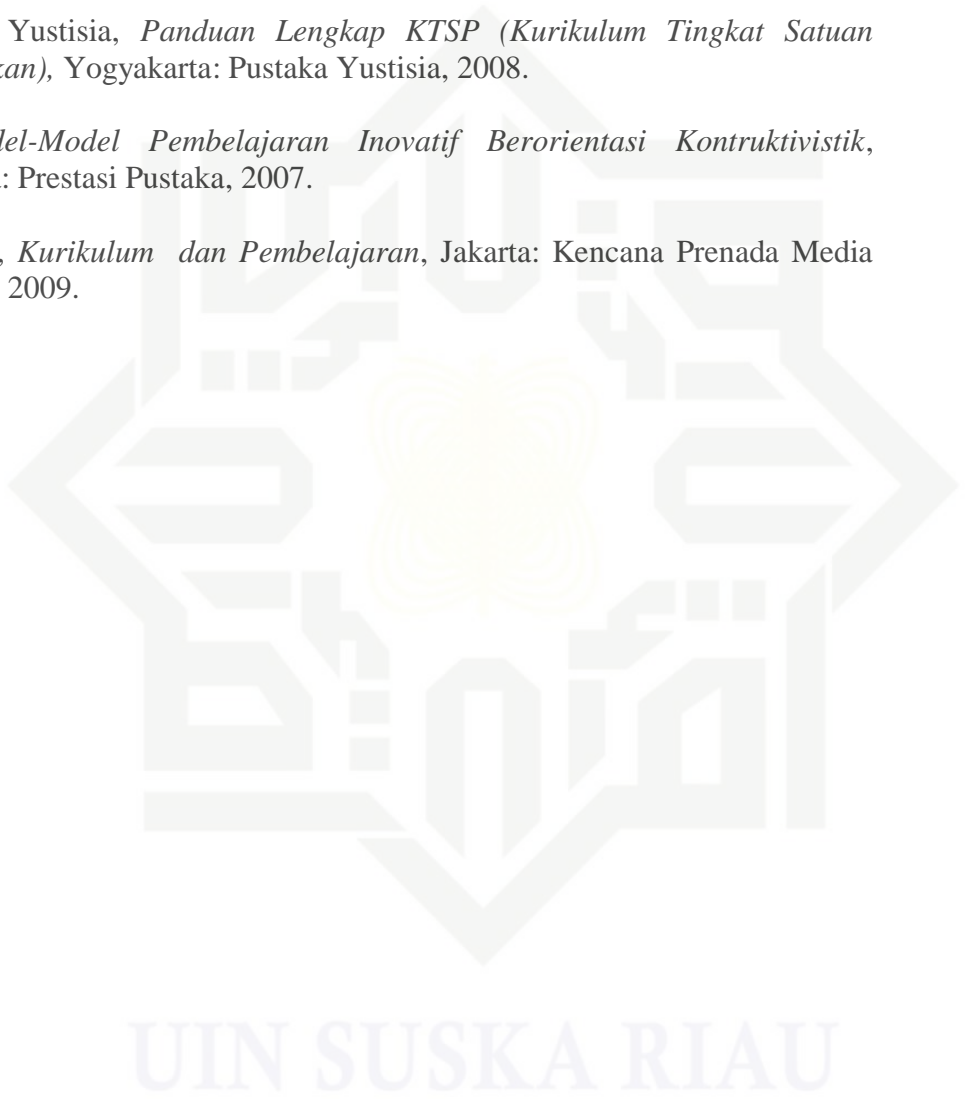 Yustisia, Panduan Lengkap KTSP (Kurikulum Tingkat Satuan
kan), Yogyakarta: Pustaka Yustisia, 2008.
del-Model Pembelajaran Inovatif Berorientasi Kontruktivistik,
: Prestasi Pustaka, 2007.
, Kurikulum dan Pembelajaran, Jakarta: Kencana Prenada Media
2009.
UIN SUSKA RIAU